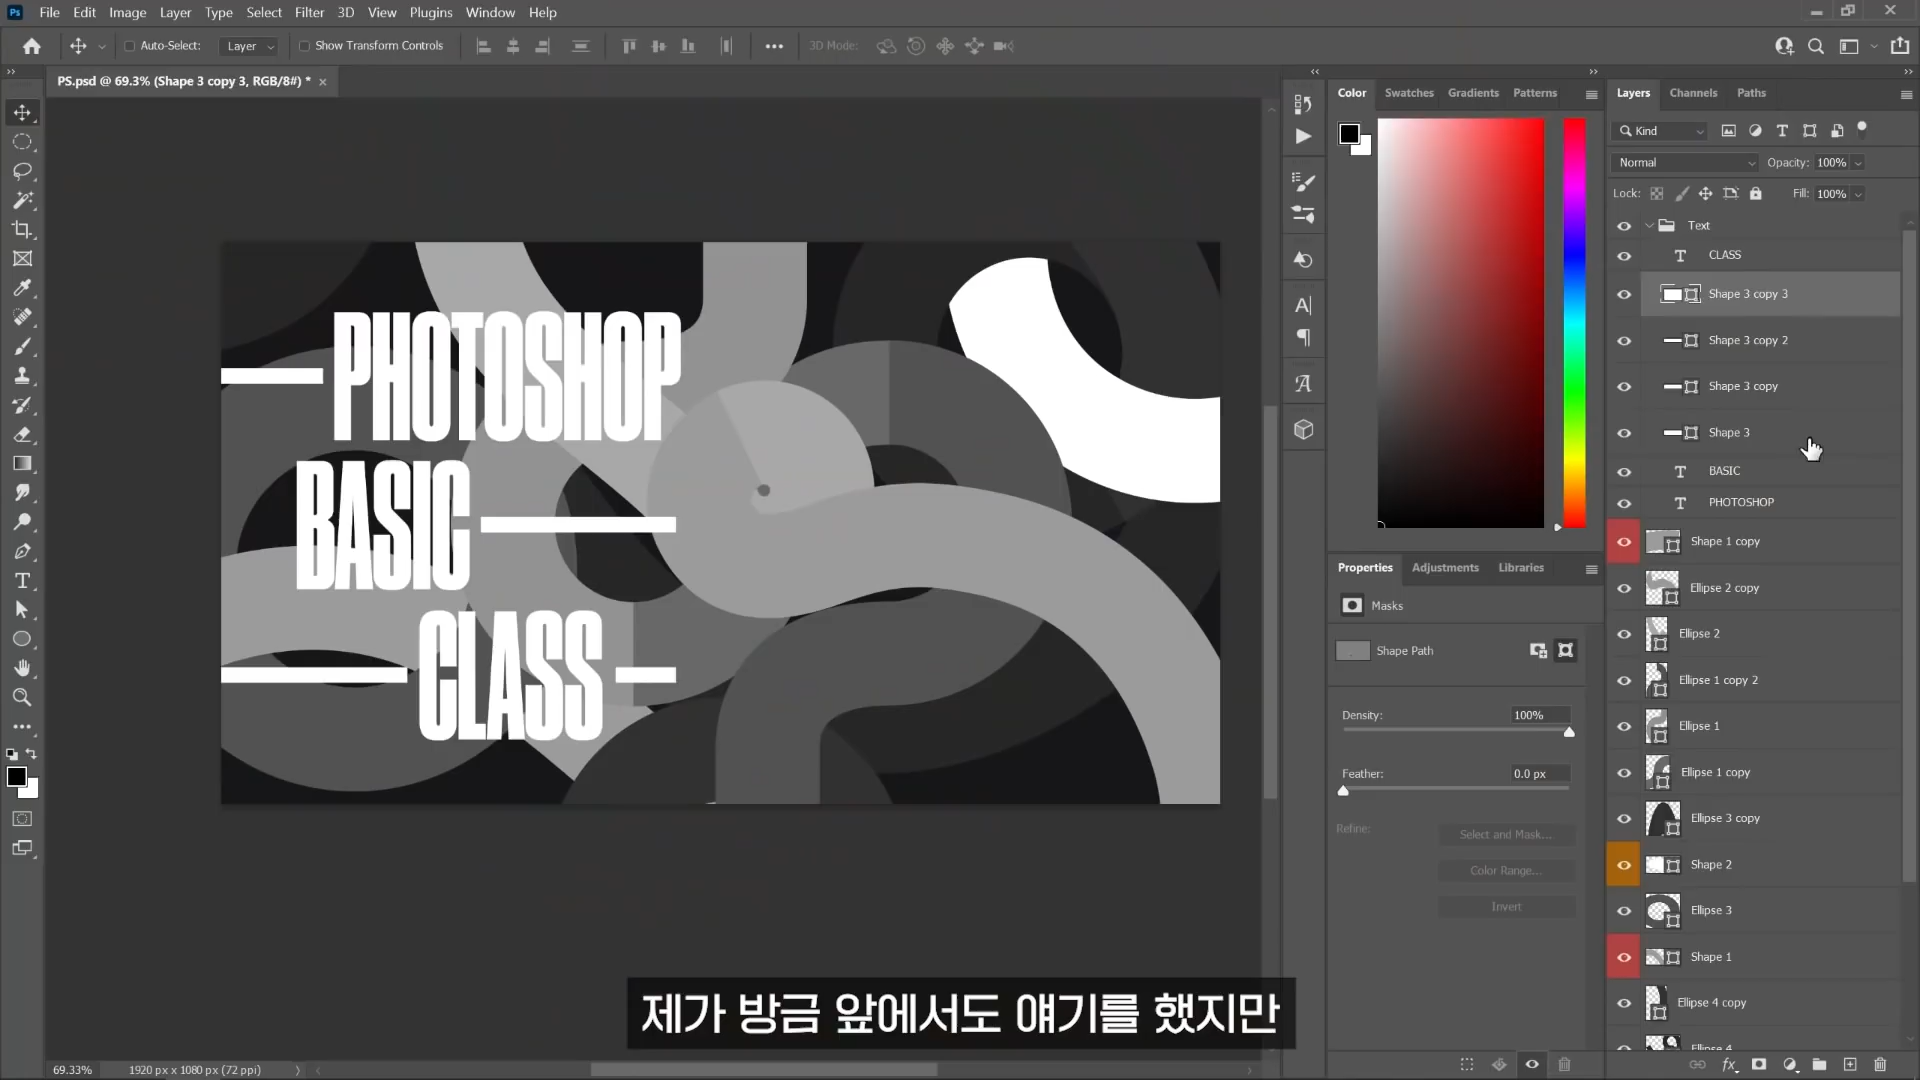 File Edit Image Layer Type Select Filter 3D View Plugins Window Help
Auto-Select: Layer Show Transform Controls 3D Mode:
PS.psd @ 69.3% (Shape 3 copy 3, RGB/8#) * ×
PHOTOSHOP
BASIC
CLASS
제가 방금 앞에서도 얘기를 했지만
69.33% 1920 px x 1080 px (72 ppi)
Color Swatches Gradients Patterns
Properties Adjustments Libraries
Masks
Shape Path
Density: 100%
Feather: 0.0 px
Refine: Select and Mask...
Color Range...
Invert
Layers Channels Paths
Kind
Normal Opacity: 100%
Lock: Fill: 100%
Text
CLASS
Shape 3 copy 3
Shape 3 copy 2
Shape 3 copy
Shape 3
BASIC
PHOTOSHOP
Shape 1 copy
Ellipse 2 copy
Ellipse 2
Ellipse 1 copy 2
Ellipse 1
Ellipse 1 copy
Ellipse 3 copy
Shape 2
Ellipse 3
Shape 1
Ellipse 4 copy
Ellipse 4